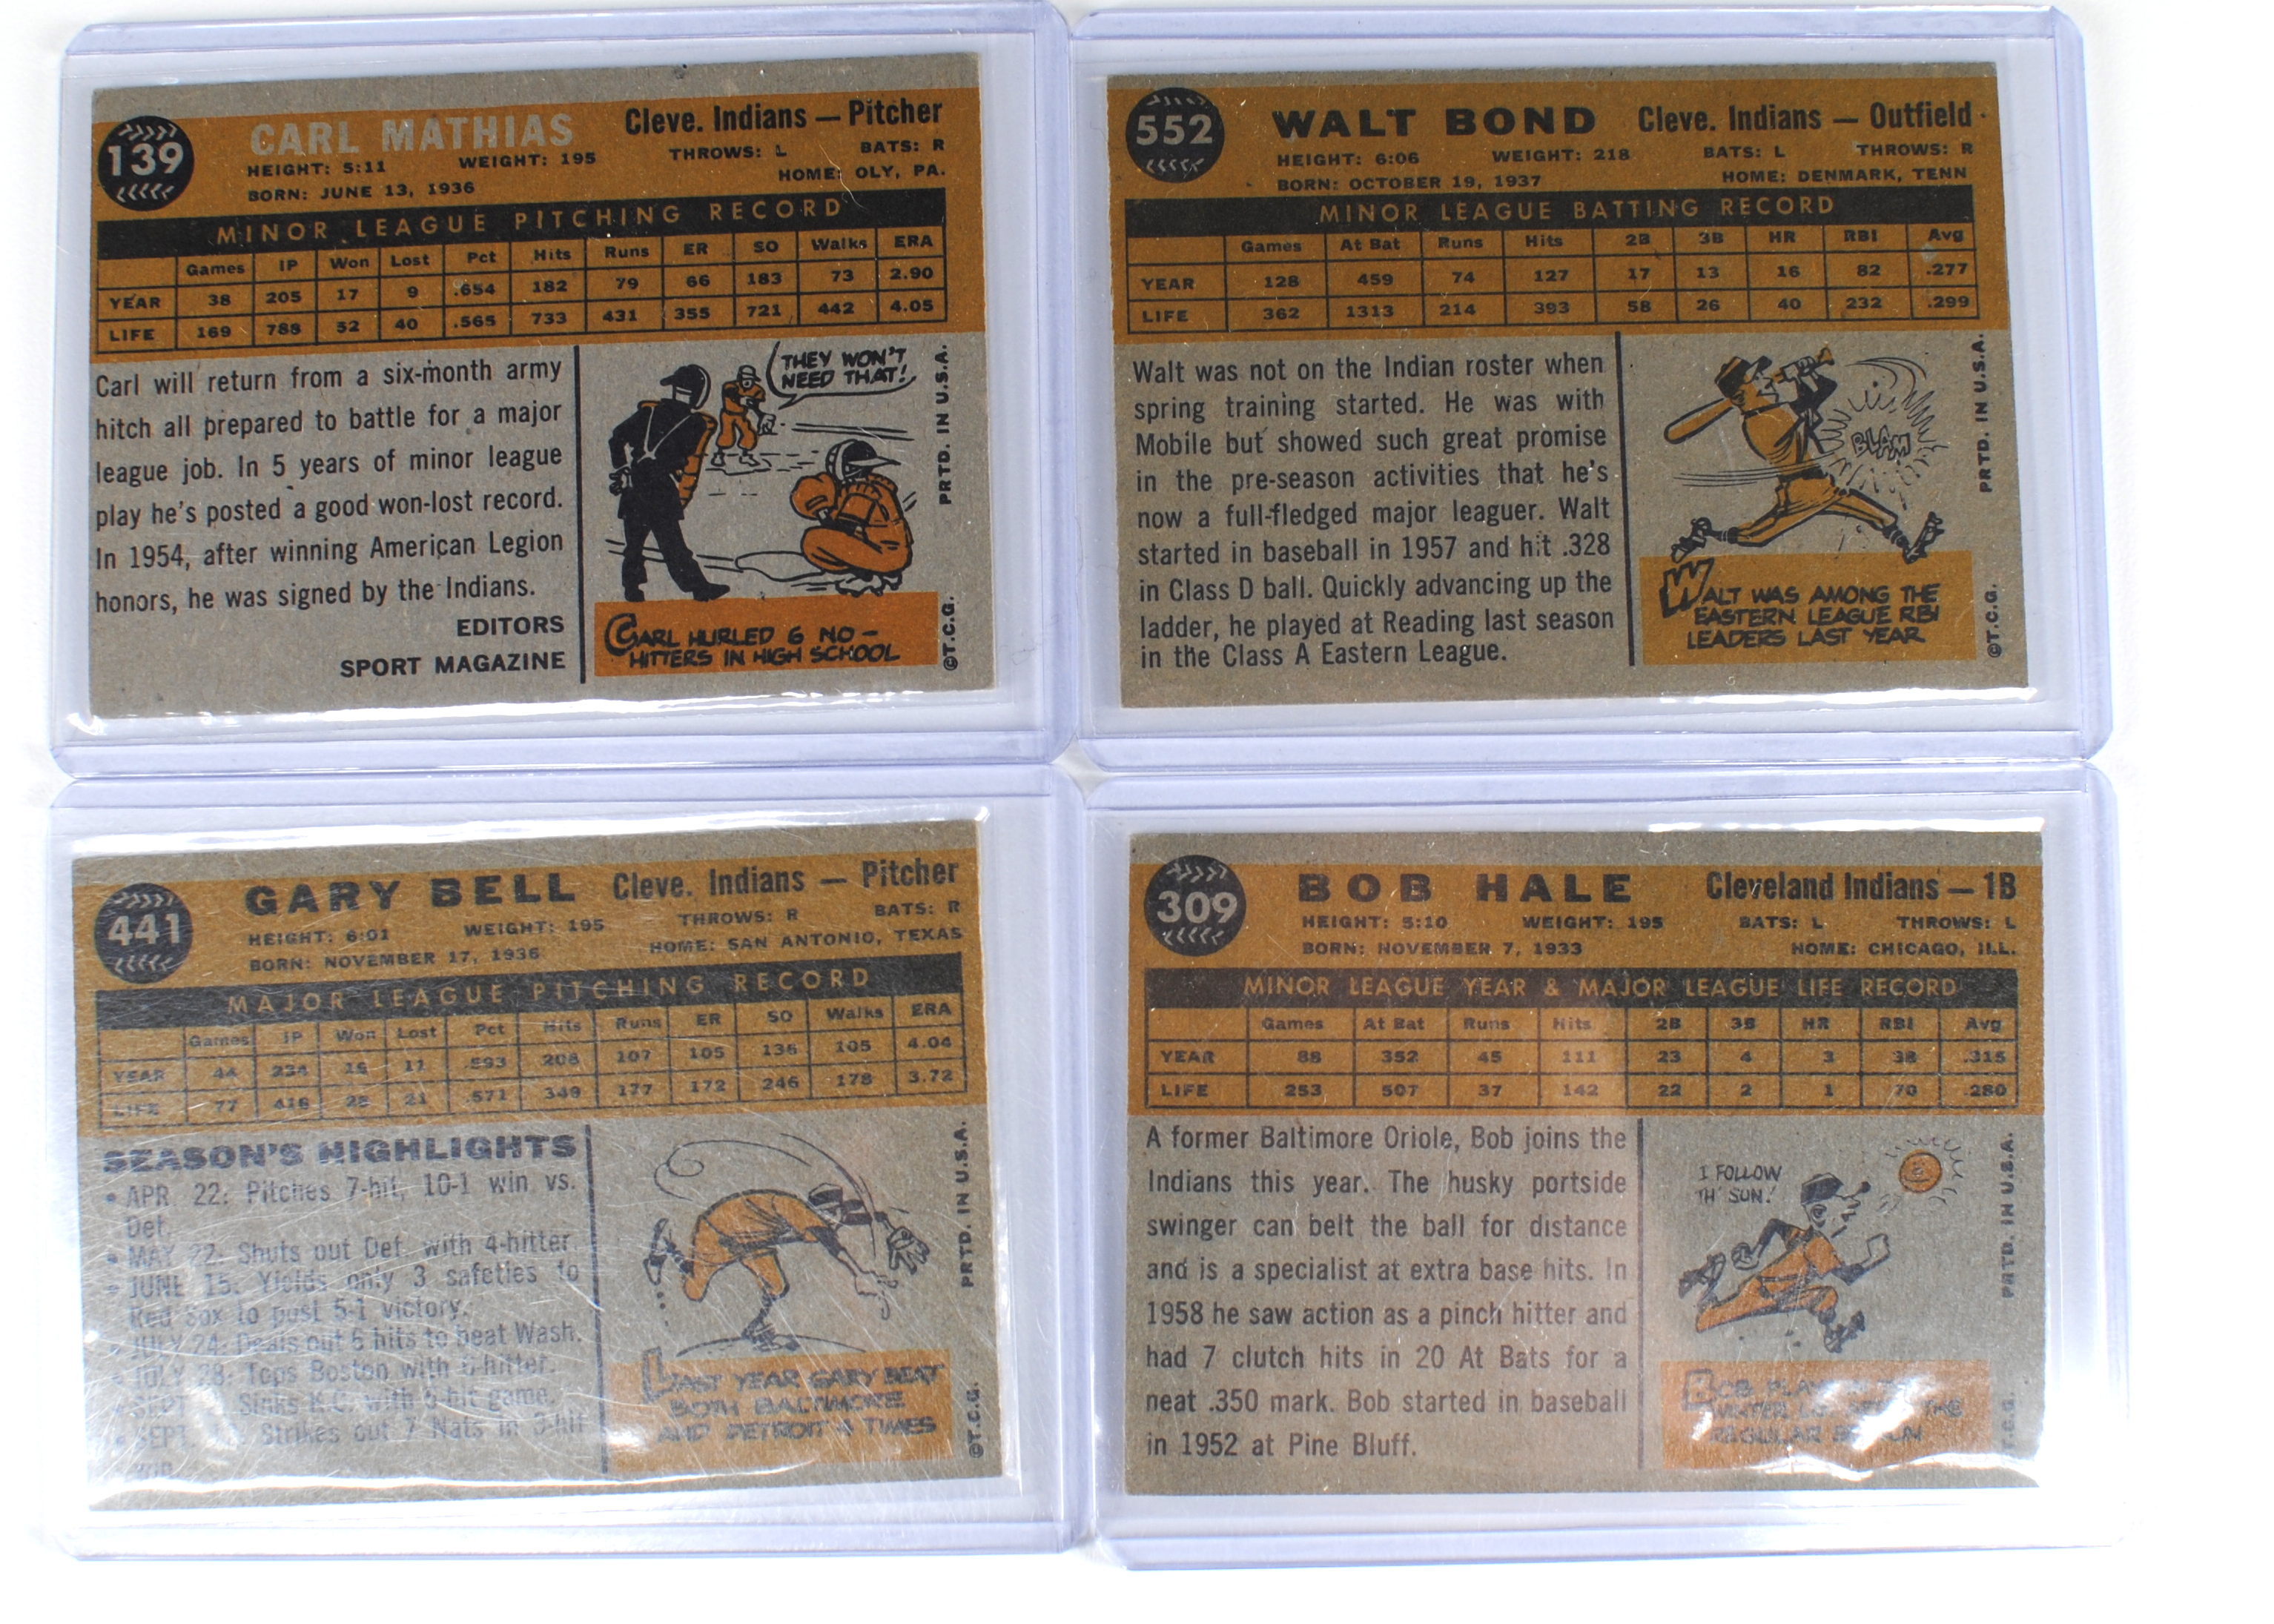 139
CARL MATHIAS Cleve. Indians — Pitcher
HEIGHT: 5:11 WEIGHT: 195 THROWS: L BATS: R
BORN: JUNE 13, 1936 HOME: OLY, PA.
MINOR LEAGUE PITCHING RECORD
Games IP Won Lost Pct Hits Runs ER SO Walks ERA
YEAR 38 205 17 9 .654 182 79 66 183 73 2.90
LIFE 169 788 52 40 .565 733 431 355 721 442 4.05
Carl will return from a six-month army
hitch all prepared to battle for a major
league job. In 5 years of minor league
play he's posted a good won-lost record.
In 1954, after winning American Legion
honors, he was signed by the Indians.
EDITORS
SPORT MAGAZINE
THEY WON'T
NEED THAT!
CARL HURLED 6 NO-
HITTERS IN HIGH SCHOOL
PRTD. IN U.S.A.
©T.C.G.
552
WALT BOND Cleve. Indians — Outfield
HEIGHT: 6:06 WEIGHT: 218 BATS: L THROWS: R
BORN: OCTOBER 19, 1937 HOME: DENMARK, TENN
MINOR LEAGUE BATTING RECORD
Games At Bat Runs Hits 2B 3B HR RBI Avg
YEAR 128 459 74 127 17 13 16 82 .277
LIFE 362 1313 214 393 58 26 40 232 .299
Walt was not on the Indian roster when
spring training started. He was with
Mobile but showed such great promise
in the pre-season activities that he's
now a full-fledged major leaguer. Walt
started in baseball in 1957 and hit .328
in Class D ball. Quickly advancing up the
ladder, he played at Reading last season
in the Class A Eastern League.
BLAM
WALT WAS AMONG THE
EASTERN LEAGUE RBI
LEADERS LAST YEAR
PRTD. IN U.S.A.
©T.C.G.
441
GARY BELL Cleve. Indians — Pitcher
HEIGHT: 6:01 WEIGHT: 195 THROWS: R BATS: R
BORN: NOVEMBER 17, 1936 HOME: SAN ANTONIO, TEXAS
MAJOR LEAGUE PITCHING RECORD
Games IP Won Lost Pct Hits Runs ER SO Walks ERA
YEAR 44 234 16 11 .593 208 107 105 136 105 4.04
LIFE 77 416 28 21 .571 349 177 172 246 178 3.72
SEASON'S HIGHLIGHTS
• APR. 22: Pitches 7-hit, 10-1 win vs.
Det.
• MAY 22: Shuts out Det. with 4-hitter.
• JUNE 15: Yields only 3 safeties to
Red Sox to post 5-1 victory.
• JULY 24: Deals out 6 hits to beat Wash.
• JULY 28: Tops Boston with -hitter.
• SEPT Sinks K.C. with 5-hit game.
• SEPT. Strikes out 7 Nats in 3-hit
win.
LAST YEAR GARY BEAT
BOTH BALTIMORE
AND DETROIT 4 TIMES
PRTD. IN U.S.A.
©T.C.G.
309
BOB HALE Cleveland Indians — 1B
HEIGHT: 5:10 WEIGHT: 195 BATS: L THROWS: L
BORN: NOVEMBER 7, 1933 HOME: CHICAGO, ILL.
MINOR LEAGUE YEAR & MAJOR LEAGUE LIFE RECORD
Games At Bat Runs Hits 2B 3B HR RBI Avg
YEAR 88 352 45 111 23 4 3 38 .315
LIFE 253 507 37 142 22 2 1 70 .280
A former Baltimore Oriole, Bob joins the
Indians this year. The husky portside
swinger can belt the ball for distance
and is a specialist at extra base hits. In
1958 he saw action as a pinch hitter and
had 7 clutch hits in 20 At Bats for a
neat .350 mark. Bob started in baseball
in 1952 at Pine Bluff.
I FOLLOW
TH' SUN!
BOB
WINTER THE
REGULAR
PRTD. IN U.S.A.
T.C.G.